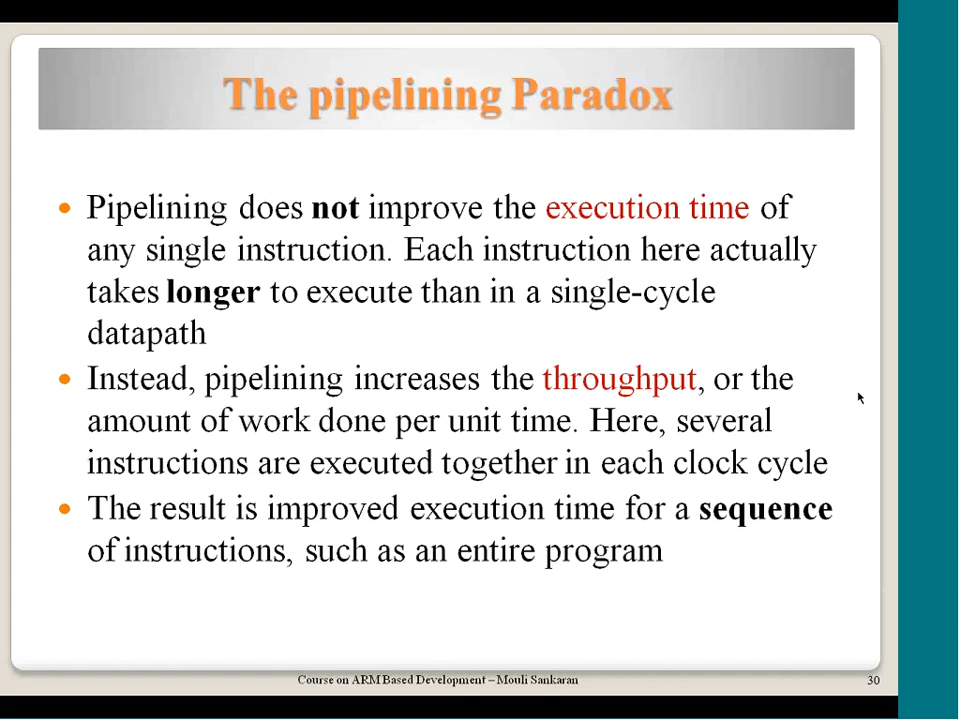 The pipelining Paradox
Pipelining does not improve the execution time of
any single instruction. Each instruction here actually
takes longer to execute than in a single-cycle
datapath
Instead, pipelining increases the throughput, or the
amount of work done per unit time. Here, several
instructions are executed together in each clock cycle
The result is improved execution time for a sequence
of instructions, such as an entire program
Course on ARM Based Development – Mouli Sankaran
30